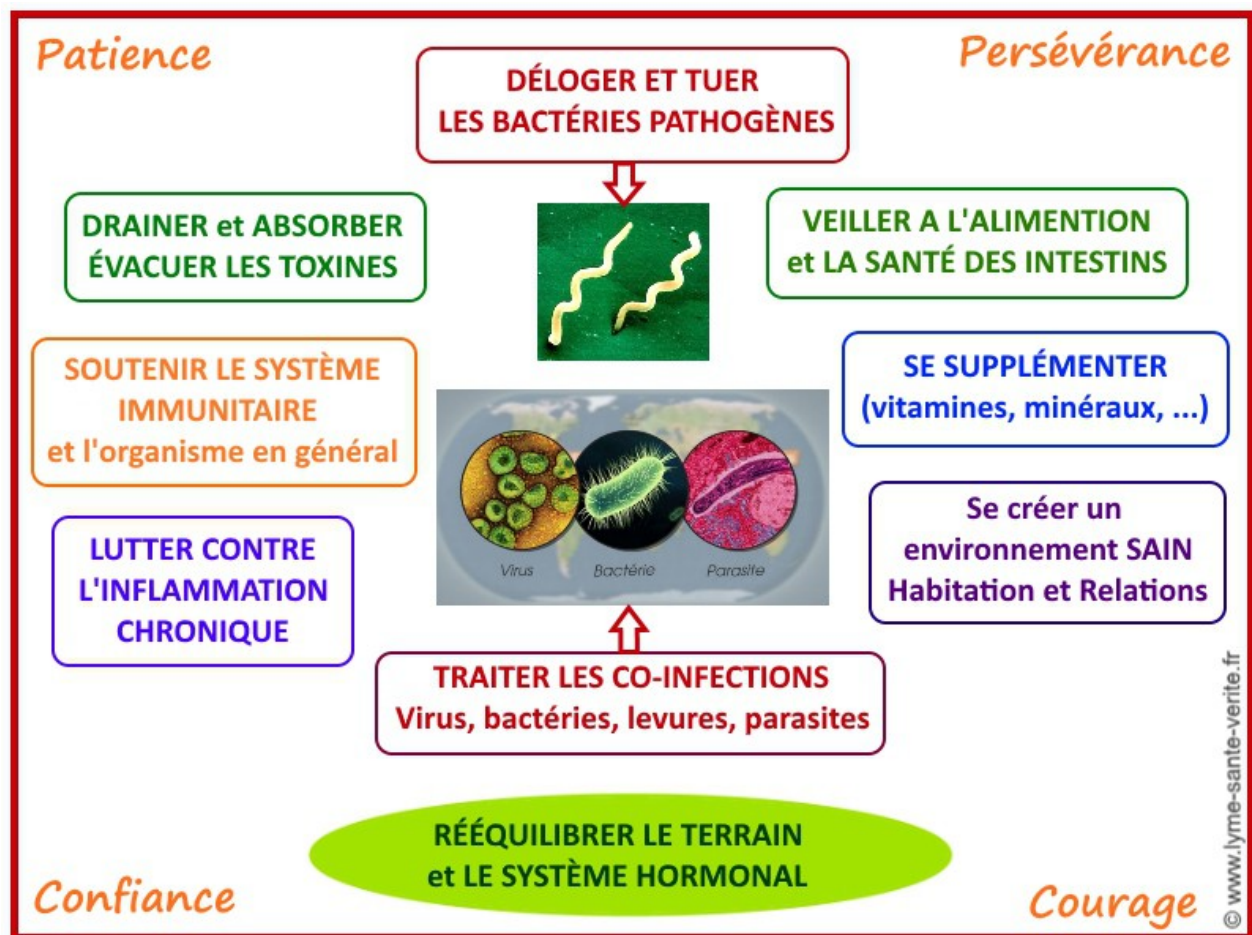 Patience
Persévérance
DÉLOGER ET TUER
LES BACTÉRIES PATHOGÈNES
DRAINER et ABSORBER
ÉVACUER LES TOXINES
VEILLER A L'ALIMENTION
et LA SANTÉ DES INTESTINS
SOUTENIR LE SYSTÈME
IMMUNITAIRE
et l'organisme en général
SE SUPPLÉMENTER
(vitamines, minéraux, ...)
Virus
Bactérie
Parasite
LUTTER CONTRE
L'INFLAMMATION
CHRONIQUE
Se créer un
environnement SAIN
Habitation et Relations
TRAITER LES CO-INFECTIONS
Virus, bactéries, levures, parasites
RÉÉQUILIBRER LE TERRAIN
et LE SYSTÈME HORMONAL
Confiance
Courage
© www.lyme-sante-verite.fr